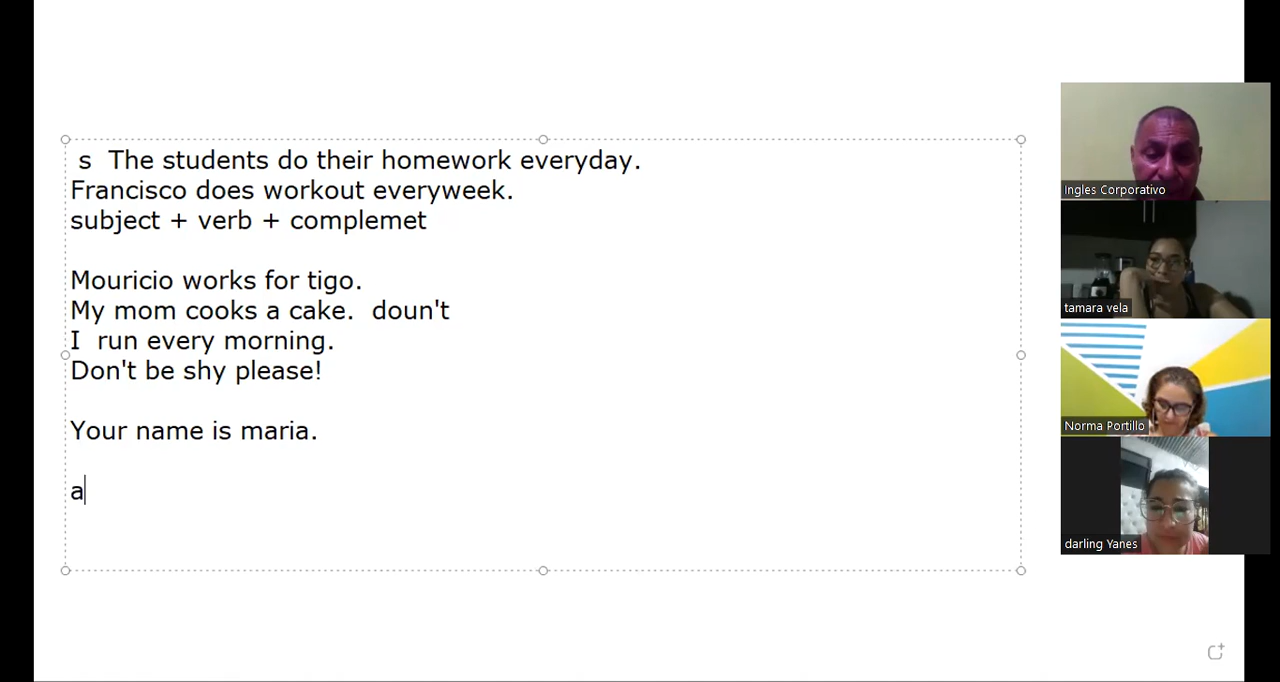 s The students do their homework everyday.
Francisco does workout everyweek.
subject + verb + complemet
Mouricio works for tigo.
My mom cooks a cake. doun't
I run every morning.
Don't be shy please!
Your name is maria.
a
Ingles Corporativo
tamara vela
Norma Portillo
darling Yanes